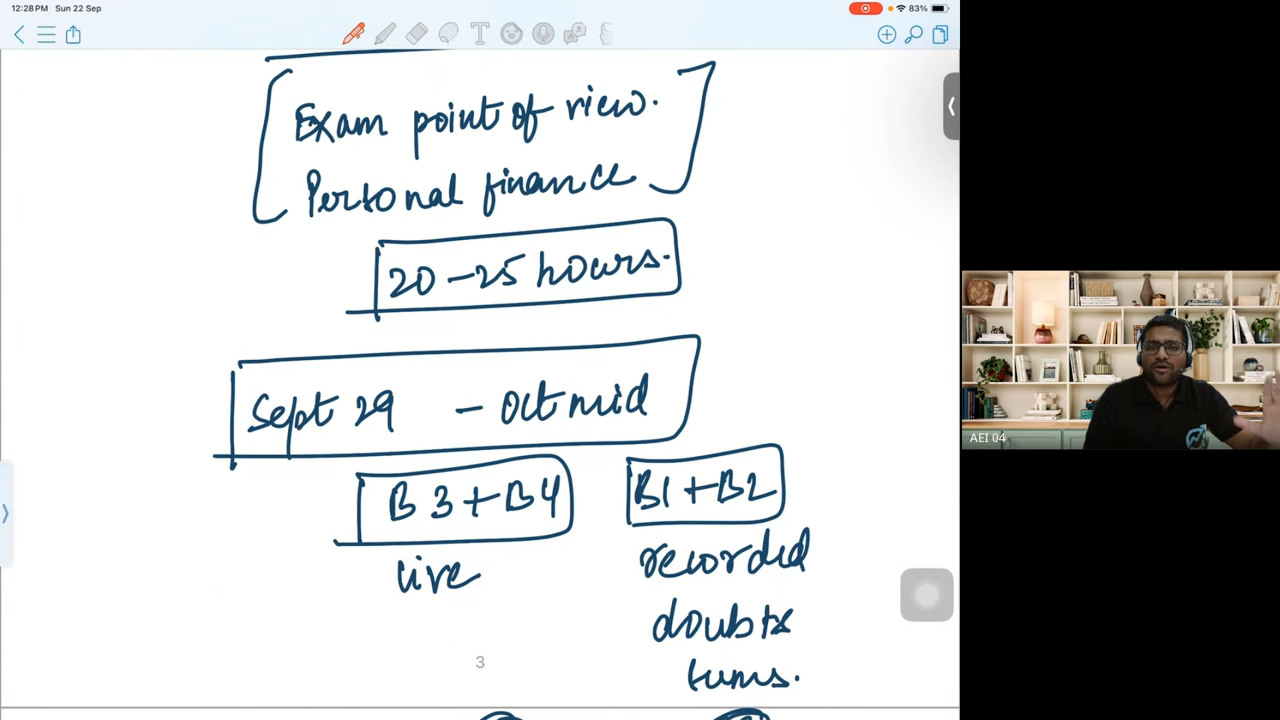 12:28 PM Sun 22 Sep
83%
Exam point of view.
Personal finance
20-25 hours.
Sept 29 - Oct mid
B3+B4
B1+B2
live
recorded
doubts
AEI 04
3